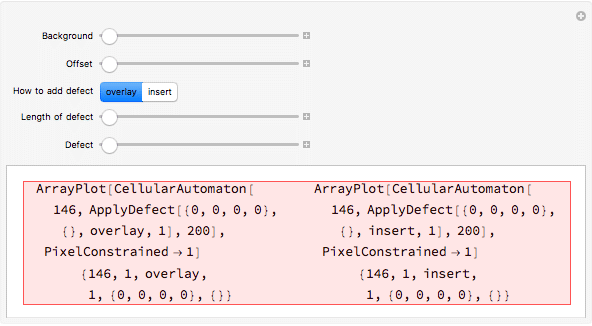 Background
Offset
How to add defect overlay insert
Length of defect
Defect
ArrayPlot[CellularAutomaton[
146, ApplyDefect[{0, 0, 0, 0},
{}, overlay, 1], 200],
PixelConstrained → 1]
{146, 1, overlay,
1, {0, 0, 0, 0}, {}}
ArrayPlot[CellularAutomaton[
146, ApplyDefect[{0, 0, 0, 0},
{}, insert, 1], 200],
PixelConstrained → 1]
{146, 1, insert,
1, {0, 0, 0, 0}, {}}